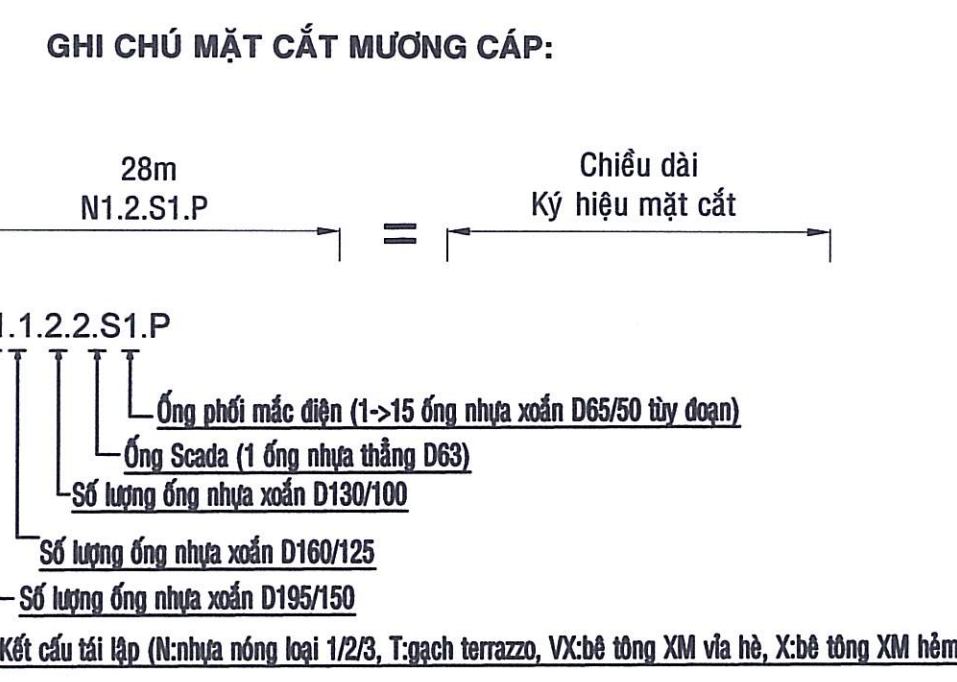 GHI CHÚ MẶT CẮT MƯƠNG CÁP:
28m
N1.2.S1.P
=
Chiều dài
Ký hiệu mặt cắt
1.1.2.2.S1.P
Ống phối mắc điện (1->15 ống nhựa xoắn D65/50 tùy đoạn)
Ống Scada (1 ống nhựa thẳng D63)
Số lượng ống nhựa xoắn D130/100
Số lượng ống nhựa xoắn D160/125
Số lượng ống nhựa xoắn D195/150
Kết cấu tái lập (N:nhựa nóng loại 1/2/3, T:gạch terrazzo, VX:bê tông XM vỉa hè, X:bê tông XM hẻm